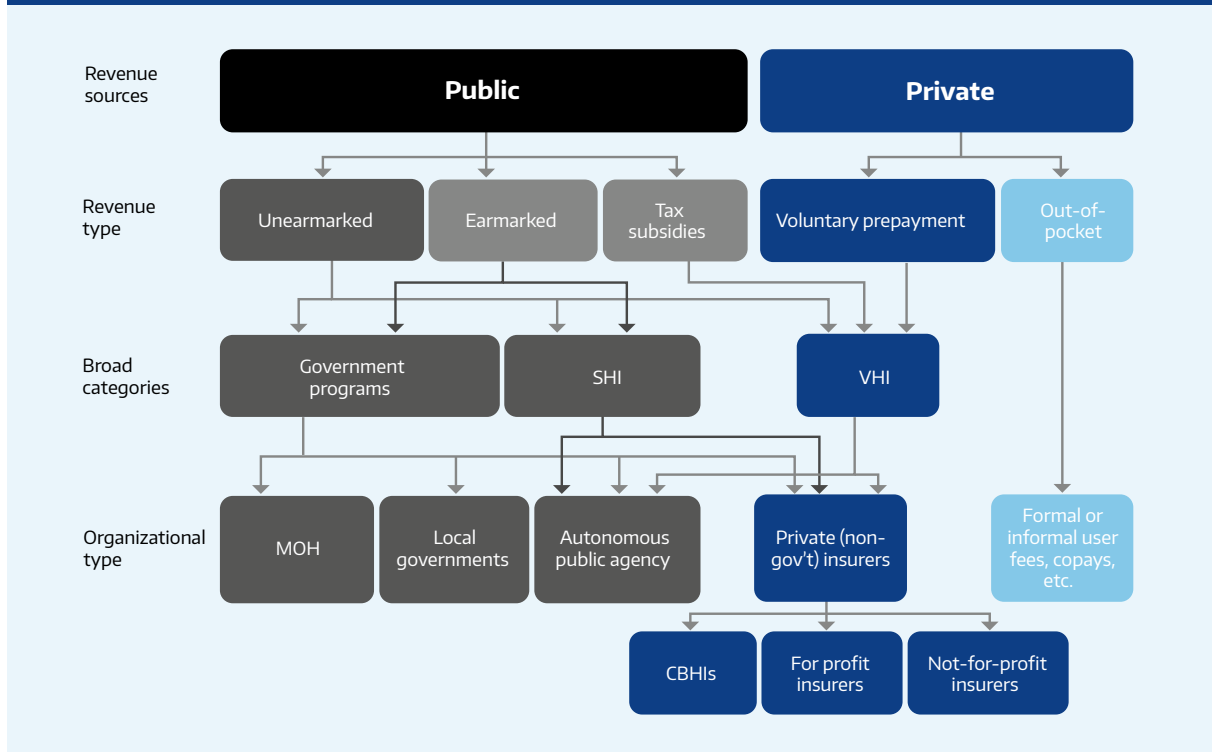 Revenue
sources
Public
Private
Revenue
type
Unearmarked
Earmarked
Tax
subsidies
Voluntary prepayment
Out-of-
pocket
Broad
categories
Government
programs
SHI
VHI
Organizational
type
MOH
Local
governments
Autonomous
public agency
Private (non-
gov't) insurers
Formal or
informal user
fees, copays,
etc.
CBHIs
For profit
insurers
Not-for-profit
insurers